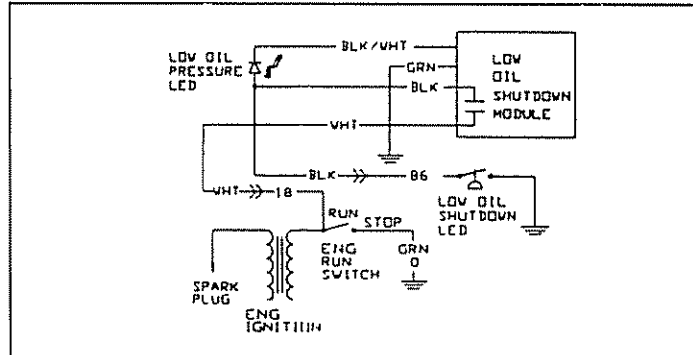 LOW OIL
PRESSURE
LED
BLK/WHT
GRN
BLK
LOW
OIL
SHUTDOWN
MODULE
WHT
BLK
B6
WHT
18
LOW OIL
SHUTDOWN
LED
RUN
STOP
ENG
RUN
SWITCH
GRN
0
SPARK
PLUG
ENG
IGNITION